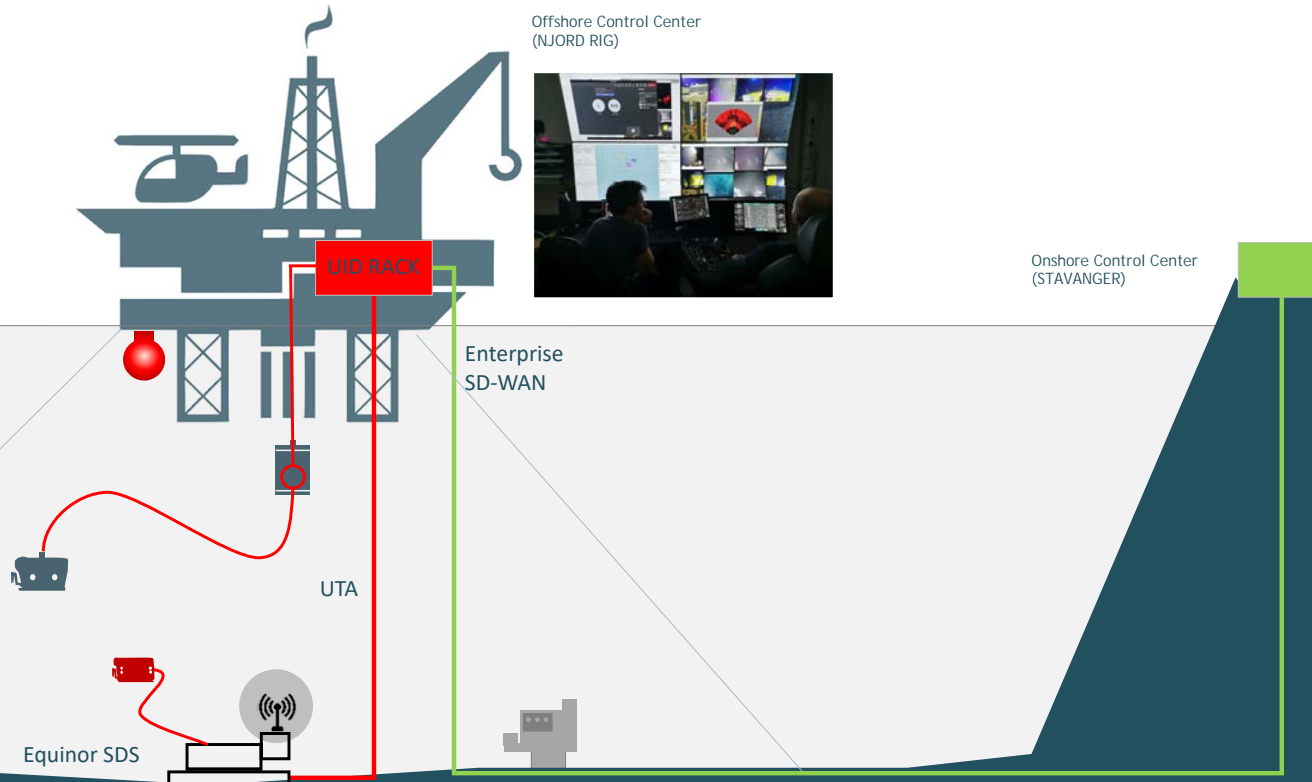 Offshore Control Center
(NJORD RIG)
UID RACK
Onshore Control Center
(STAVANGER)
Enterprise
SD-WAN
UTA
Equinor SDS